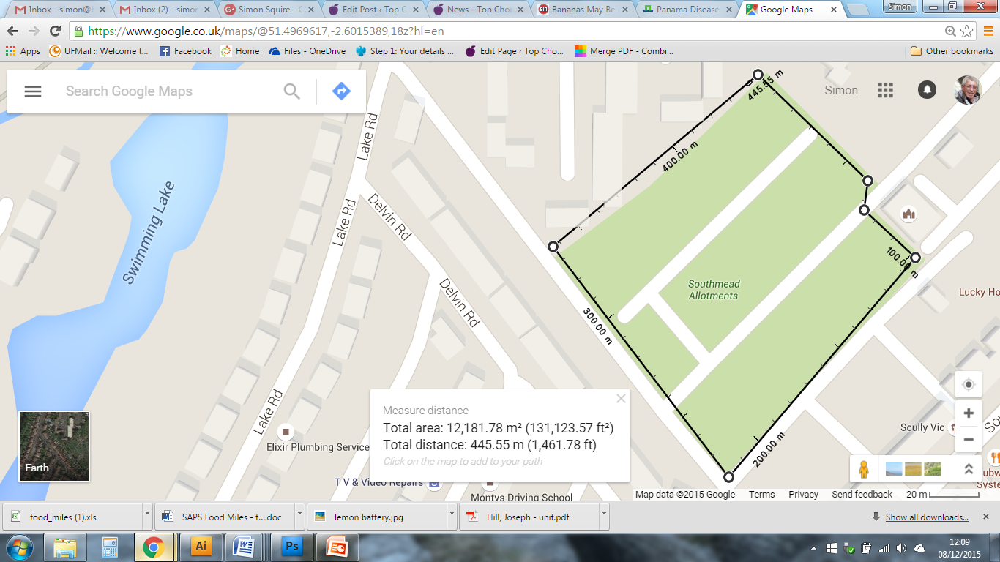 Inbox - simon@
Inbox (2) - simor
Simon Squire - G
Edit Post ‹ Top C
News - Top Choi
Bananas May Be
Panama Disease
Google Maps
Simon
https://www.google.co.uk/maps/@51.4969617,-2.6015389,18z?hl=en
Apps
UFMail :: Welcome t...
Facebook
Home
Files - OneDrive
Step 1: Your details ...
Edit Page ‹ Top Cho...
Merge PDF - Combi...
Other bookmarks
Search Google Maps
Simon
445.55 m
400.00 m
Lake Rd
Swimming Lake
Lake Rd
Delvin Rd
100.00 m
Southmead
Allotments
Delvin Rd
Lucky Ho
300.00 m
Lake Rd
Measure distance
Total area: 12,181.78 m² (131,123.57 ft²)
Total distance: 445.55 m (1,461.78 ft)
Click on the map to add to your path
Elixir Plumbing Service
Scully Vic
200.00 m
Earth
T V & Video Repairs
Montys Driving School
Map data ©2015 Google
Terms
Privacy
Send feedback
20 m
food_miles (1).xls
SAPS Food Miles - t....doc
lemon battery.jpg
Hill, Joseph - unit.pdf
Show all downloads...
Ai
Ps
12:09
08/12/2015